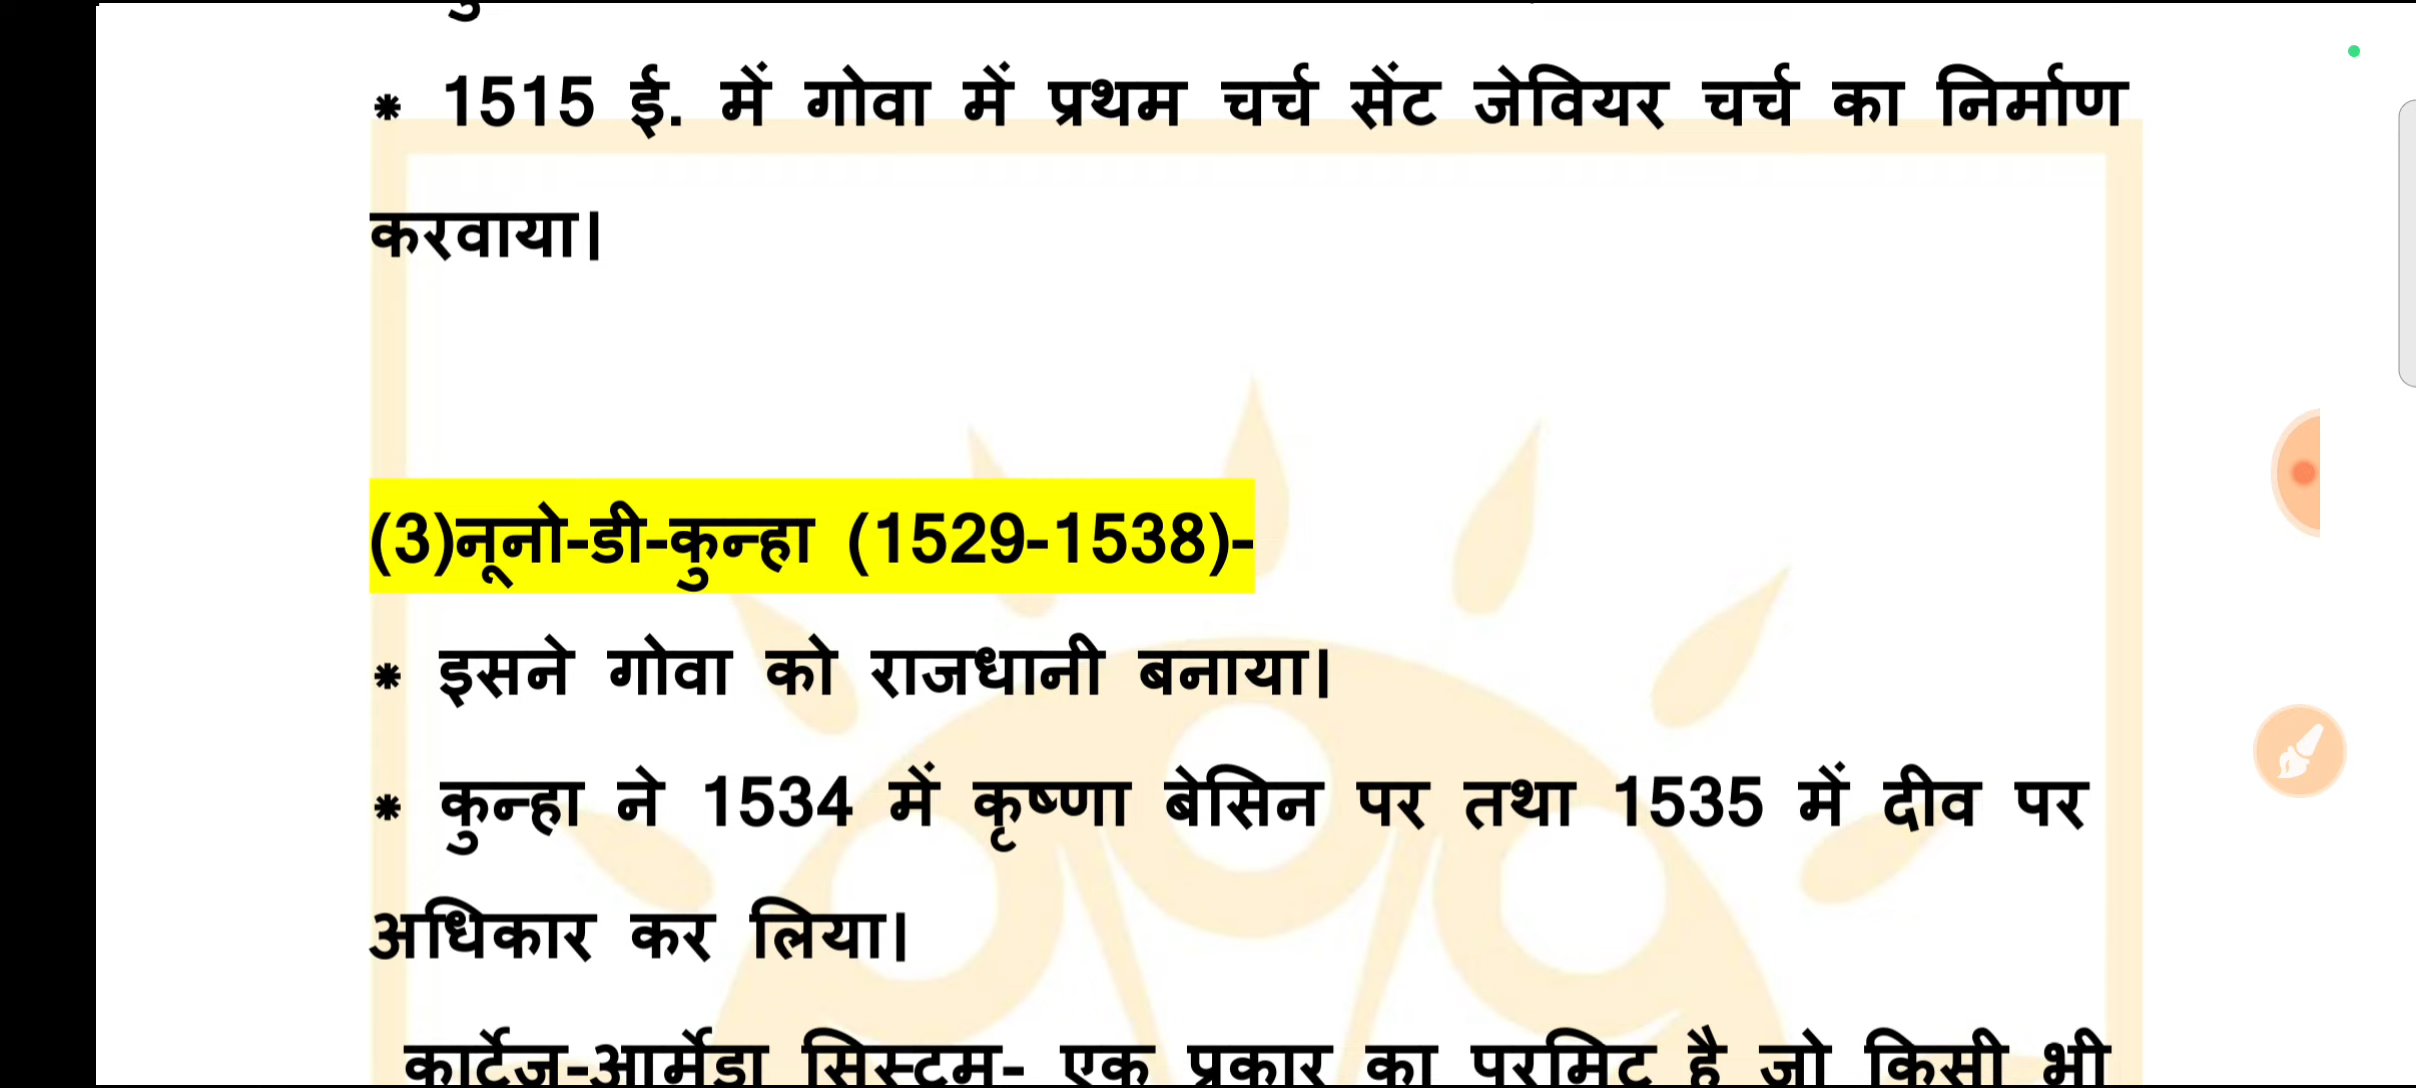 * 1515 ई. में गोवा में प्रथम चर्च सेंट जेवियर चर्च का निर्माण
करवाया।
(3)नूनो-डी-कुन्हा (1529-1538)-
* इसने गोवा को राजधानी बनाया।
* कुन्हा ने 1534 में कृष्णा बेसिन पर तथा 1535 में दीव पर
अधिकार कर लिया।
कार्टेज-आर्मेडा सिस्टम- एक प्रकार का परमिट है जो किसी भी